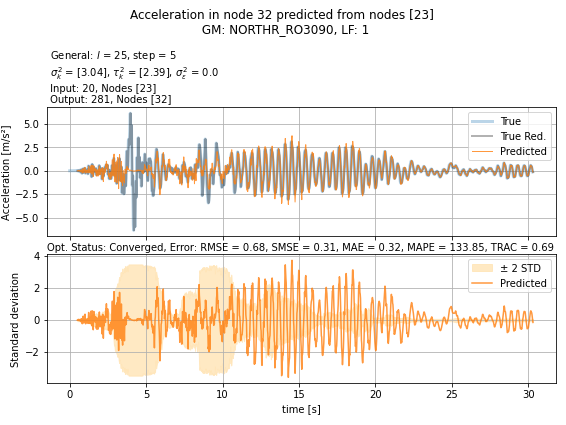 Acceleration in node 32 predicted from nodes [23]
GM: NORTHR_RO3090, LF: 1
General: l = 25, step = 5
σ²ₖ = [3.04], τ²ₖ = [2.39], σ²ε = 0.0
Input: 20, Nodes [23]
Output: 281, Nodes [32]
Acceleration [m/s²]
5.0
2.5
0.0
−2.5
−5.0
True
True Red.
Predicted
Opt. Status: Converged, Error: RMSE = 0.68, SMSE = 0.31, MAE = 0.32, MAPE = 133.85, TRAC = 0.69
Standard deviation
4
2
0
−2
± 2 STD
Predicted
0 5 10 15 20 25 30
time [s]